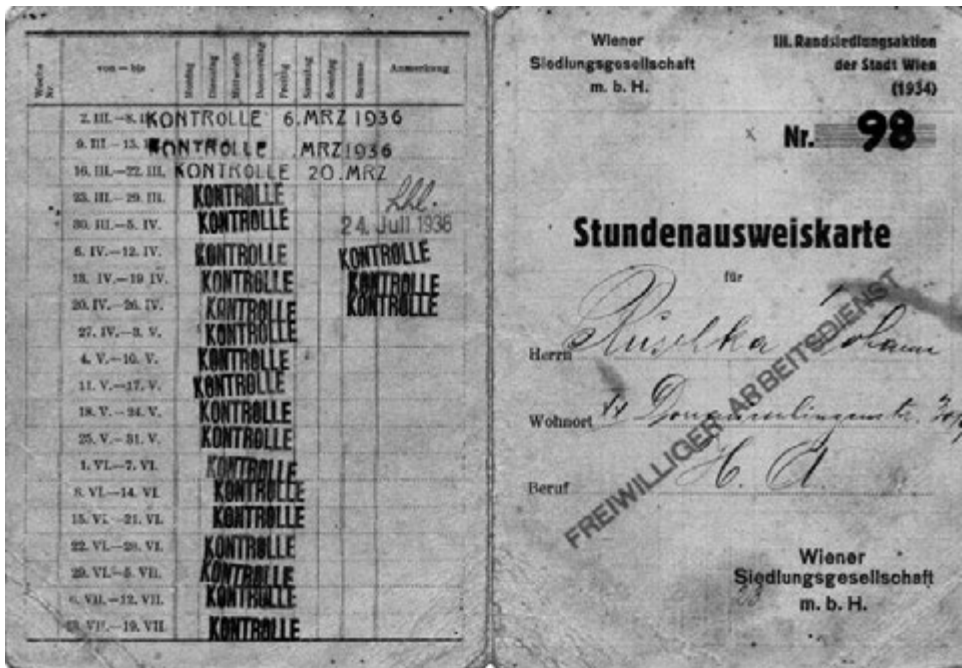 Woche Nr.
von — bis
Montag
Dienstag
Mittwoch
Donnerstag
Freitag
Samstag
Sonntag
Summe
Anmerkung
2. III.—8. KONTROLLE 6. MRZ 1936
9. III.—15. KONTROLLE . MRZ 1936
16. III.—22. III. KONTROLLE 20. MRZ
23. III.—29. III. KONTROLLE
30. III.—5. IV. KONTROLLE 24. Juli 1936
6. IV.—12. IV. KONTROLLE KONTROLLE
13. IV.—19 IV. KONTROLLE KONTROLLE
20. IV.—26. IV. KONTROLLE KONTROLLE
27. IV.—3. V. KONTROLLE
4. V.—10. V. KONTROLLE
11. V.—17. V. KONTROLLE
18. V.—24. V. KONTROLLE
25. V.—31. V. KONTROLLE
1. VI.—7. VI. KONTROLLE
8. VI.—14. VI. KONTROLLE
15. VI.—21. VI. KONTROLLE
22. VI.—28. VI. KONTROLLE
29. VI.—5. VII. KONTROLLE
6. VII.—12. VII. KONTROLLE
13. VII.—19. VII. KONTROLLE
Wiener
Siedlungsgesellschaft
m. b. H.
III. Randsiedlungsaktion
der Stadt Wien
(1934)
Nr. 98
Stundenausweiskarte
für
Herrn Johann
Wohnort
Beruf H. A.
FREIWILLIGER ARBEITSDIENST
Wiener
Siedlungsgesellschaft
m. b. H.